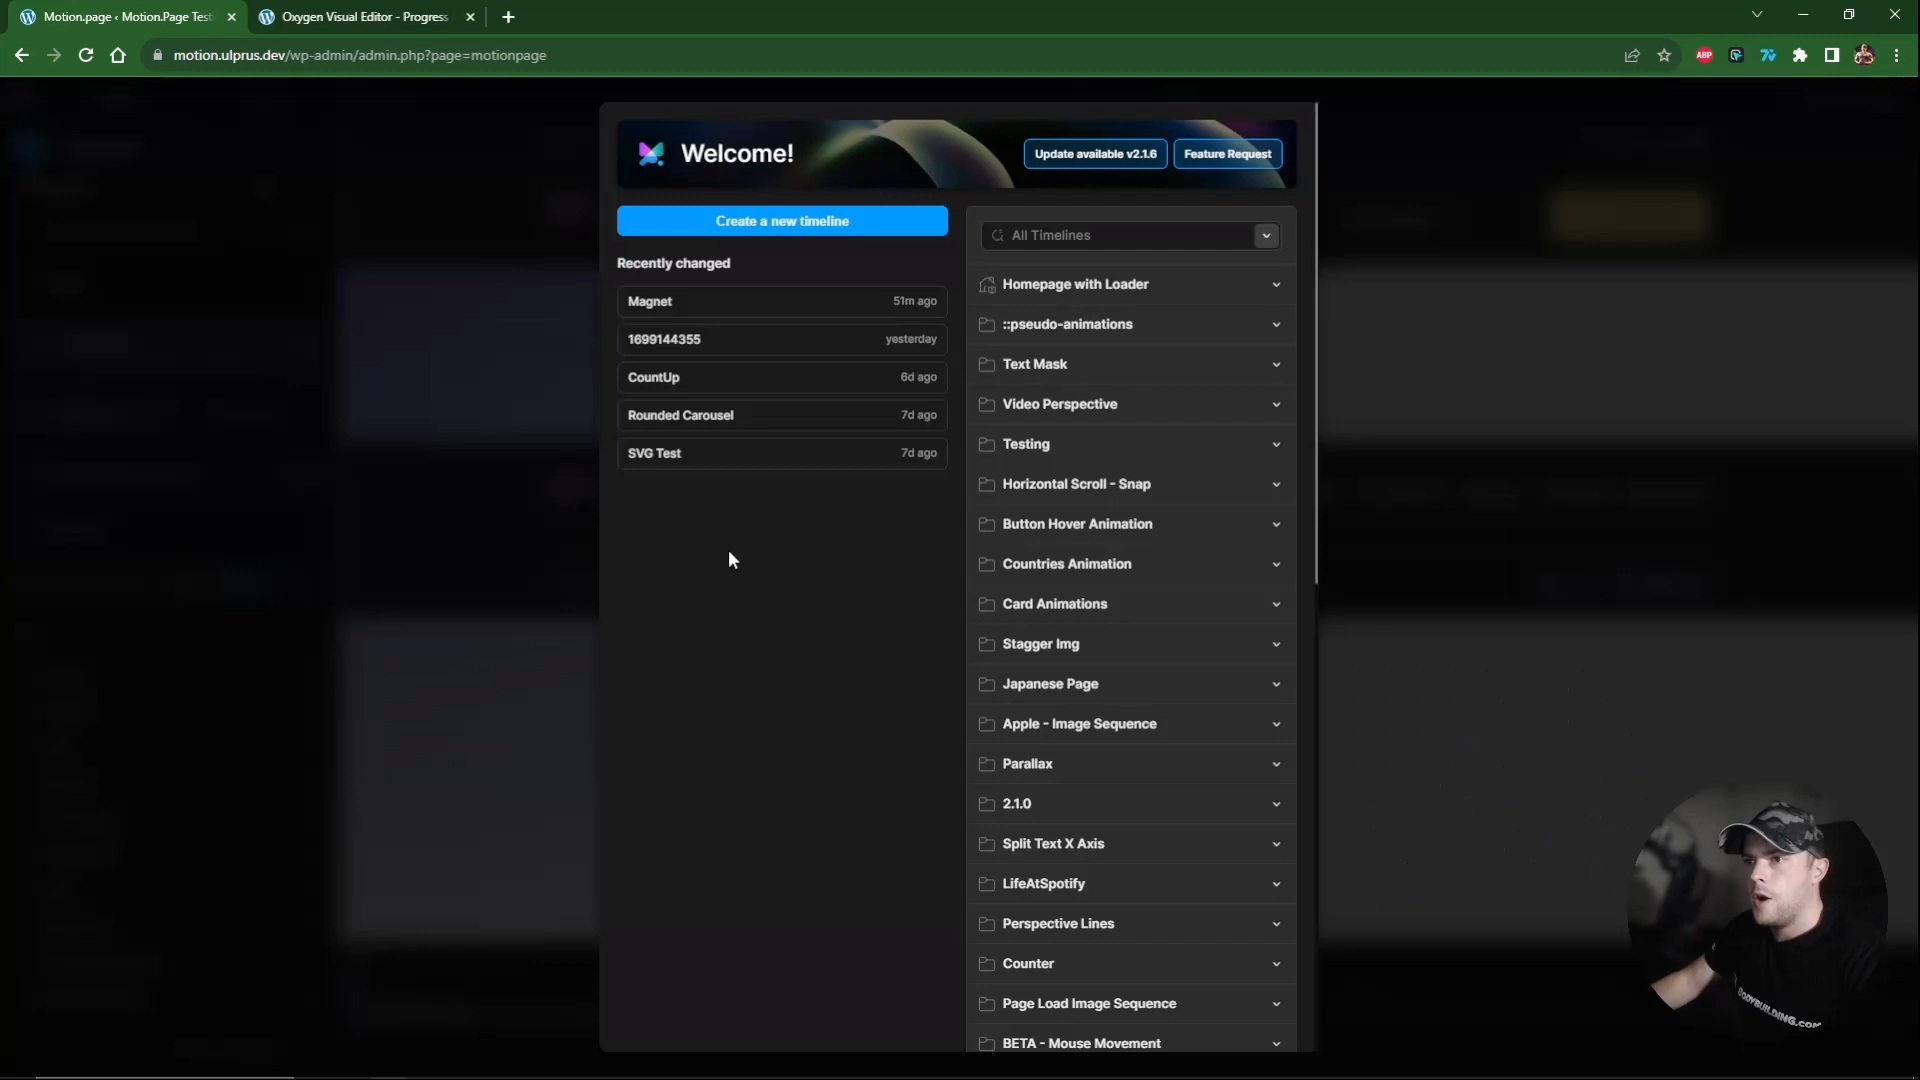 Motion.page ‹ Motion.Page Testi
Oxygen Visual Editor - Progress
motion.ulprus.dev/wp-admin/admin.php?page=motionpage
ABP
Welcome!
Update available v2.1.6
Feature Request
Create a new timeline
All Timelines
Recently changed
Magnet
51m ago
1699144355
yesterday
CountUp
6d ago
Rounded Carousel
7d ago
SVG Test
7d ago
Homepage with Loader
::pseudo-animations
Text Mask
Video Perspective
Testing
Horizontal Scroll - Snap
Button Hover Animation
Countries Animation
Card Animations
Stagger Img
Japanese Page
Apple - Image Sequence
Parallax
2.1.0
Split Text X Axis
LifeAtSpotify
Perspective Lines
Counter
Page Load Image Sequence
BETA - Mouse Movement
BODYBUILDING.COM